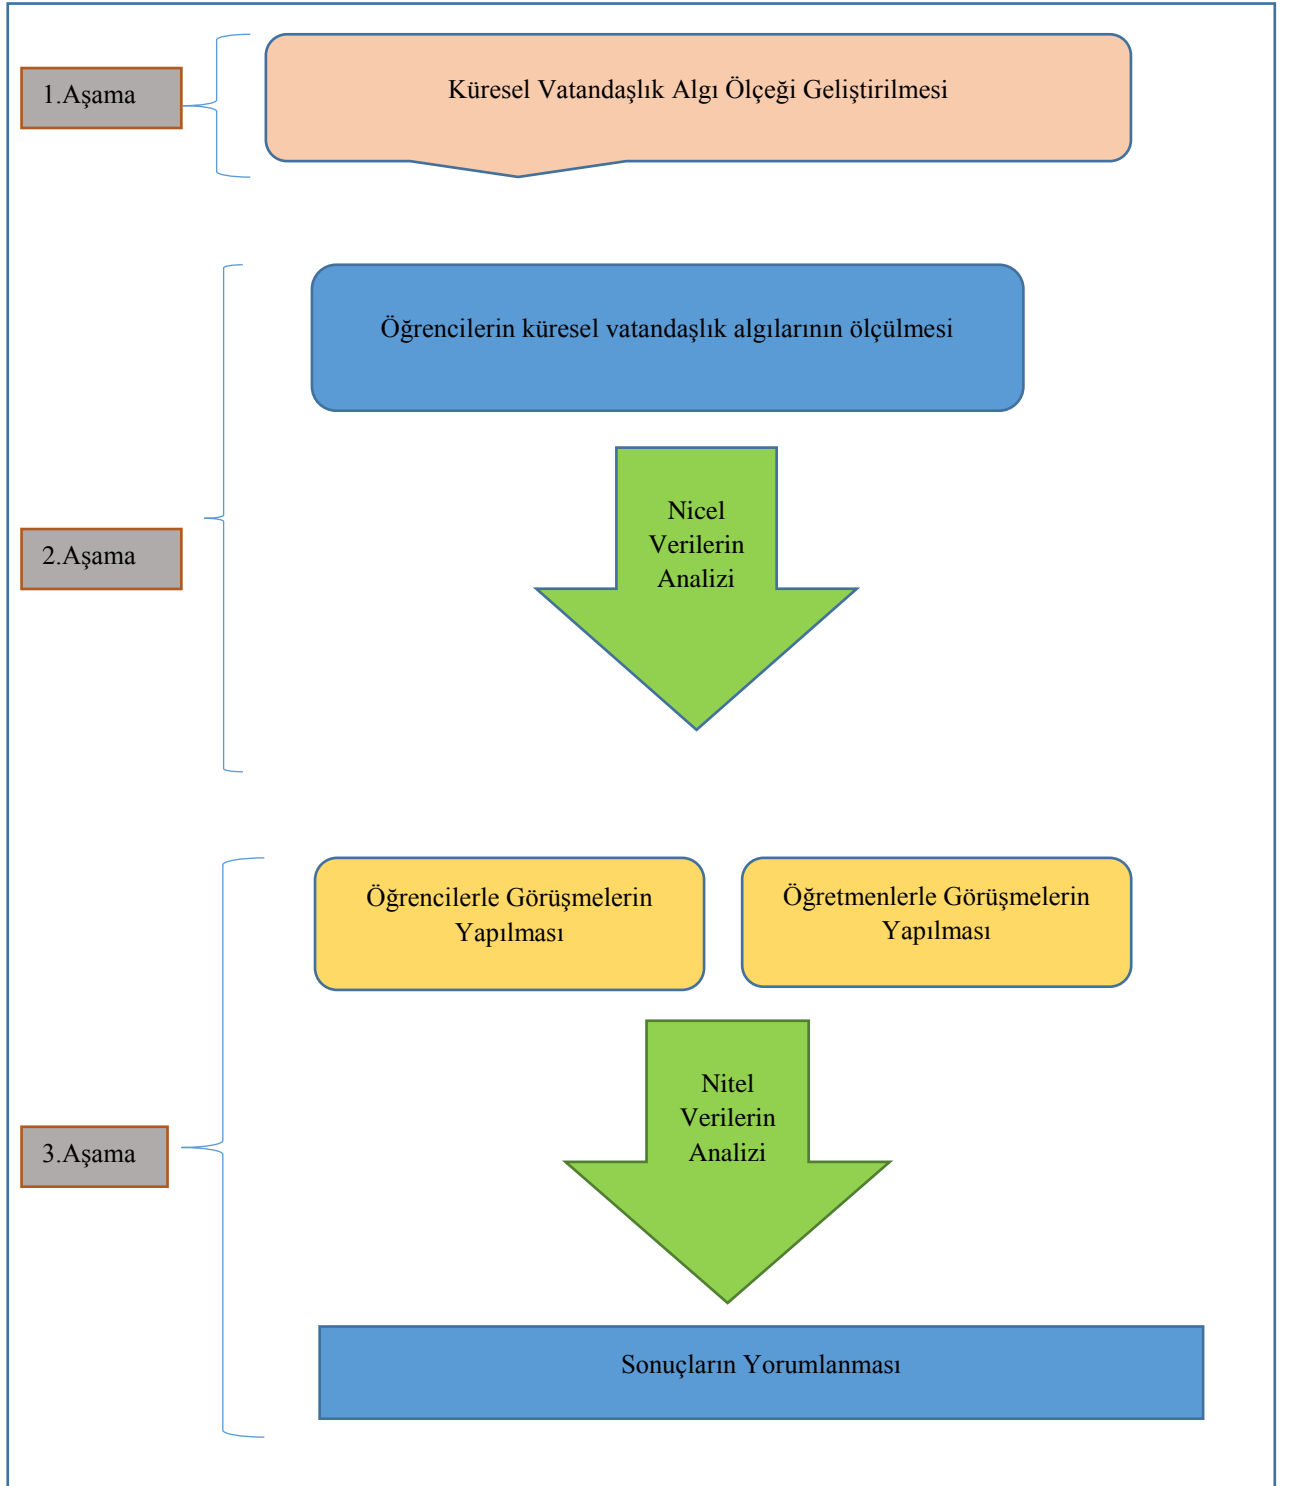 1.Aşama
Küresel Vatandaşlık Algı Ölçeği Geliştirilmesi
2.Aşama
Öğrencilerin küresel vatandaşlık algılarının ölçülmesi
Nicel
Verilerin
Analizi
3.Aşama
Öğrencilerle Görüşmelerin
Yapılması
Öğretmenlerle Görüşmelerin
Yapılması
Nitel
Verilerin
Analizi
Sonuçların Yorumlanması